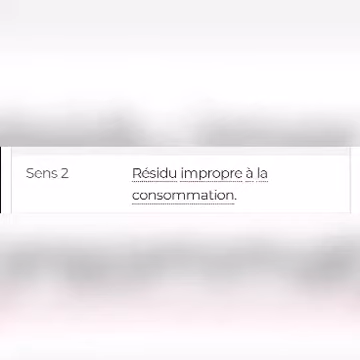 Sens 2
Résidu impropre à la
consommation.